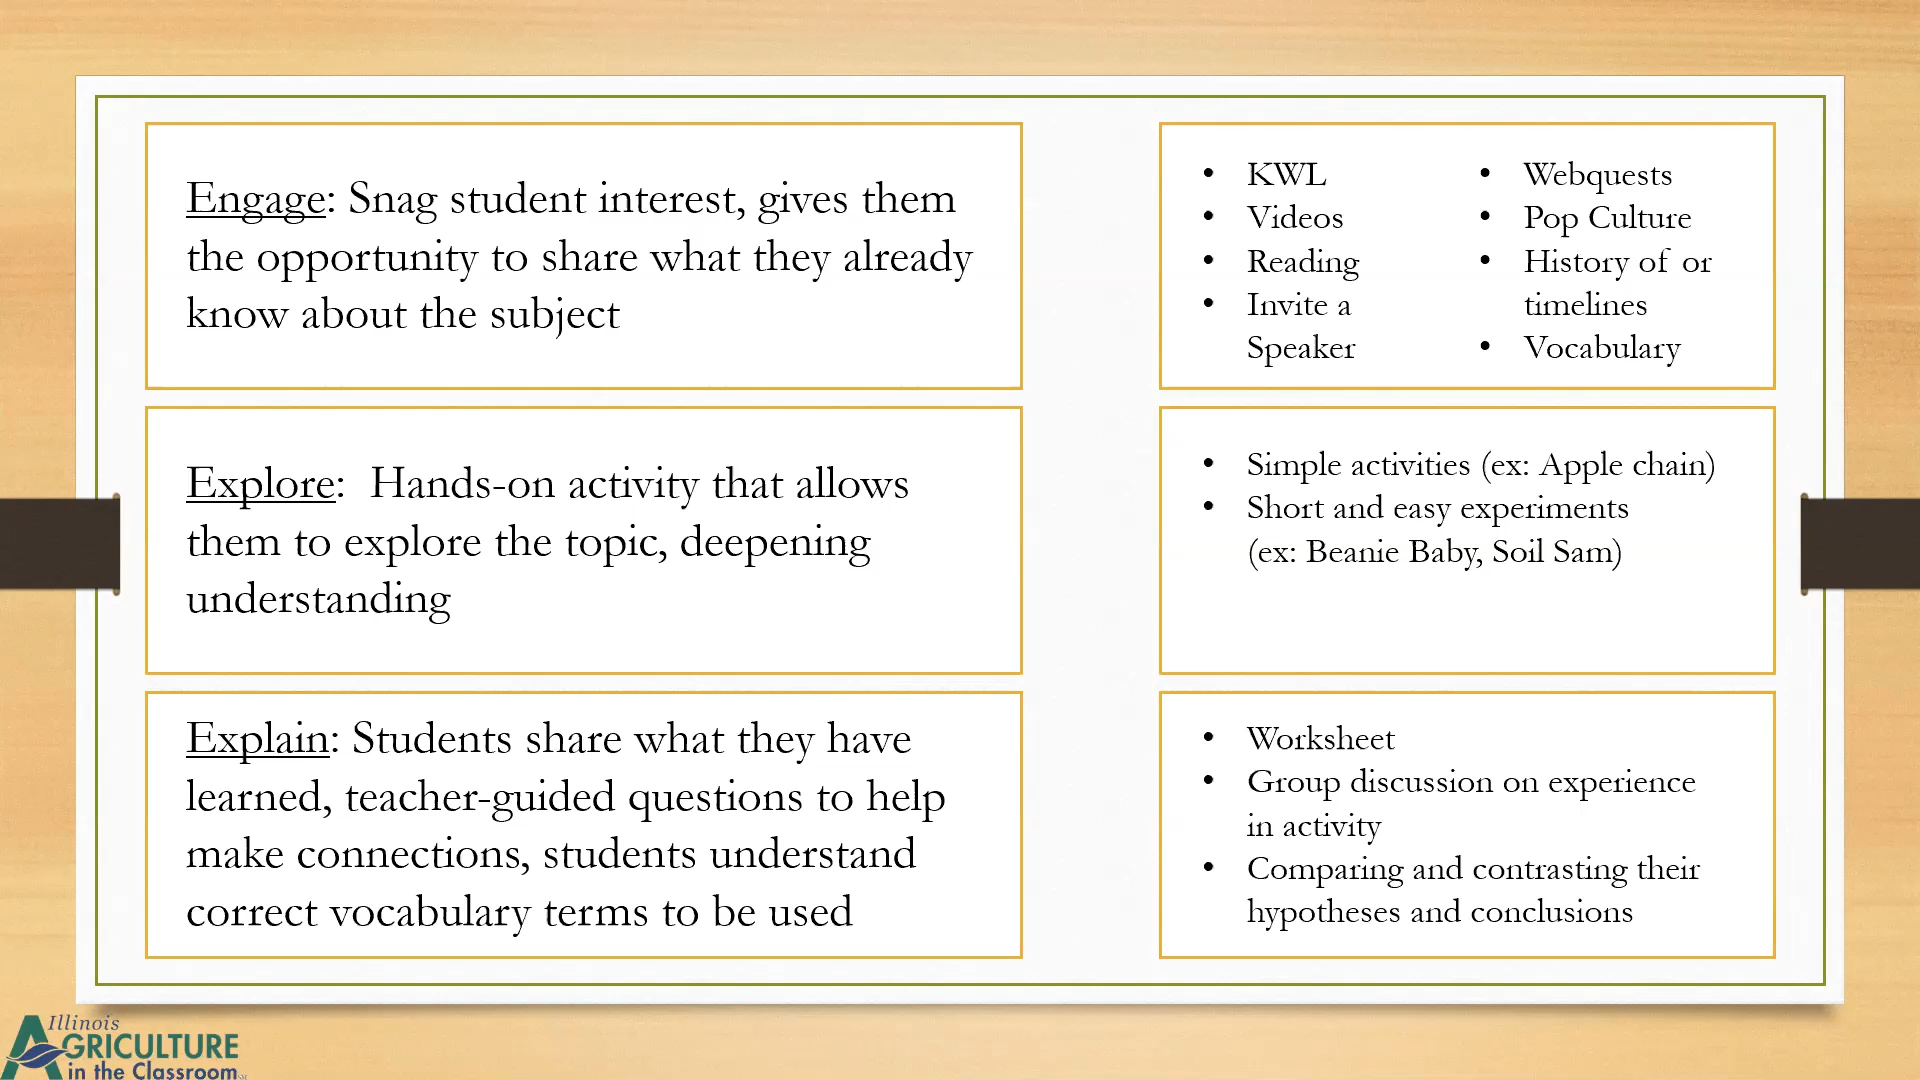 Engage: Snag student interest, gives them
the opportunity to share what they already
know about the subject
• KWL
• Videos
• Reading
• Invite a
Speaker
• Webquests
• Pop Culture
• History of or
timelines
• Vocabulary
Explore: Hands-on activity that allows
them to explore the topic, deepening
understanding
• Simple activities (ex: Apple chain)
• Short and easy experiments
(ex: Beanie Baby, Soil Sam)
Explain: Students share what they have
learned, teacher-guided questions to help
make connections, students understand
correct vocabulary terms to be used
• Worksheet
• Group discussion on experience
in activity
• Comparing and contrasting their
hypotheses and conclusions
Illinois
AGRICULTURE
in the Classroom